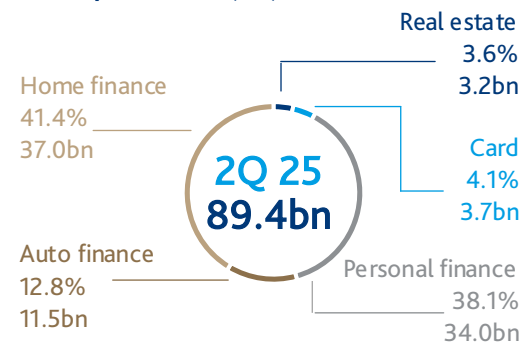 Real estate
3.6%
3.2bn
Home finance
41.4%
37.0bn
2Q 25
89.4bn
Card
4.1%
3.7bn
Auto finance
12.8%
11.5bn
Personal finance
38.1%
34.0bn